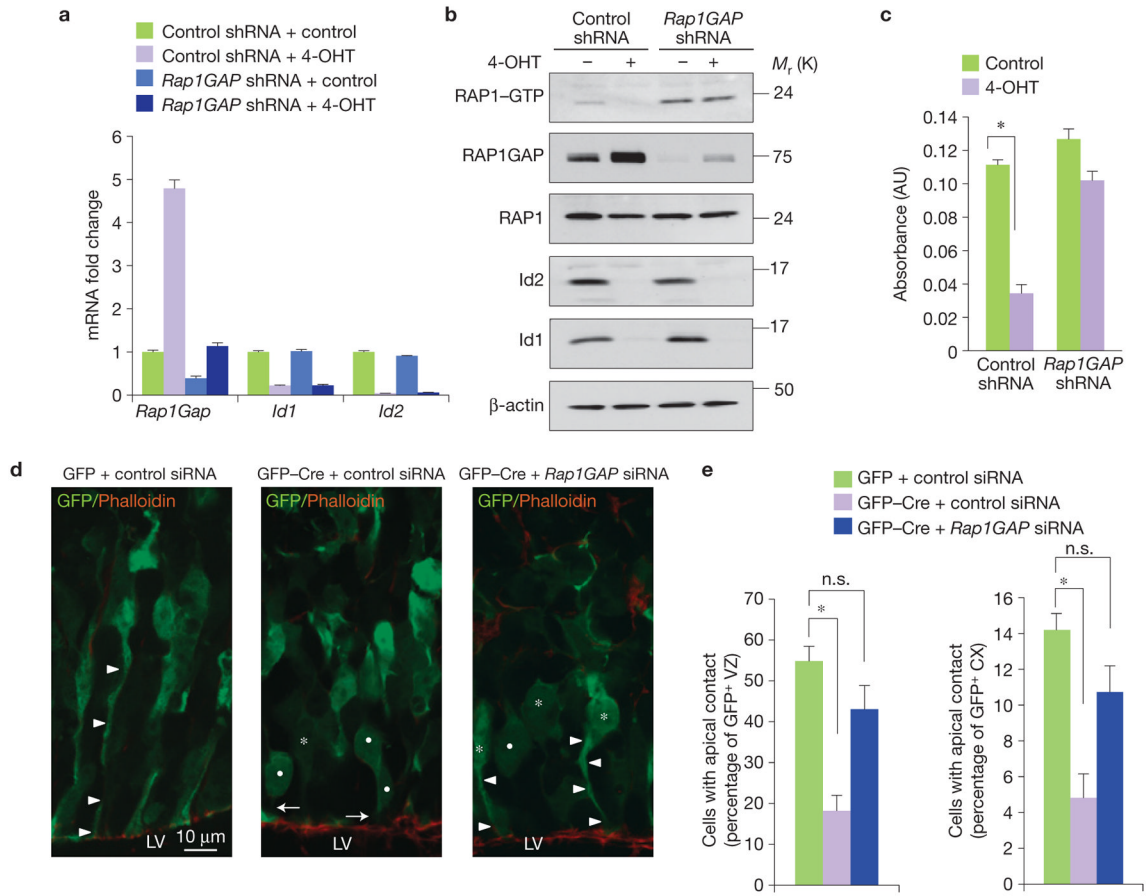 a
Control shRNA + control
Control shRNA + 4-OHT
Rap1GAP shRNA + control
Rap1GAP shRNA + 4-OHT
mRNA fold change
6
5
4
3
2
1
0
Rap1Gap
Id1
Id2
b
Control shRNA
Rap1GAP shRNA
4-OHT – + – + Mr (K)
RAP1–GTP 24
RAP1GAP 75
RAP1 24
Id2 17
Id1 17
β-actin 50
c
Control
4-OHT
Absorbance (AU)
0.14
0.12
0.10
0.08
0.06
0.04
0.02
0
*
Control shRNA
Rap1GAP shRNA
d
GFP + control siRNA
GFP/Phalloidin
LV
10 μm
GFP–Cre + control siRNA
GFP/Phalloidin
*
LV
GFP–Cre + Rap1GAP siRNA
GFP/Phalloidin
*
*
*
LV
e
GFP + control siRNA
GFP–Cre + control siRNA
GFP–Cre + Rap1GAP siRNA
Cells with apical contact
(percentage of GFP+ VZ)
70
60
50
40
30
20
10
0
n.s.
*
Cells with apical contact
(percentage of GFP+ CX)
16
14
12
10
8
6
4
2
0
n.s.
*